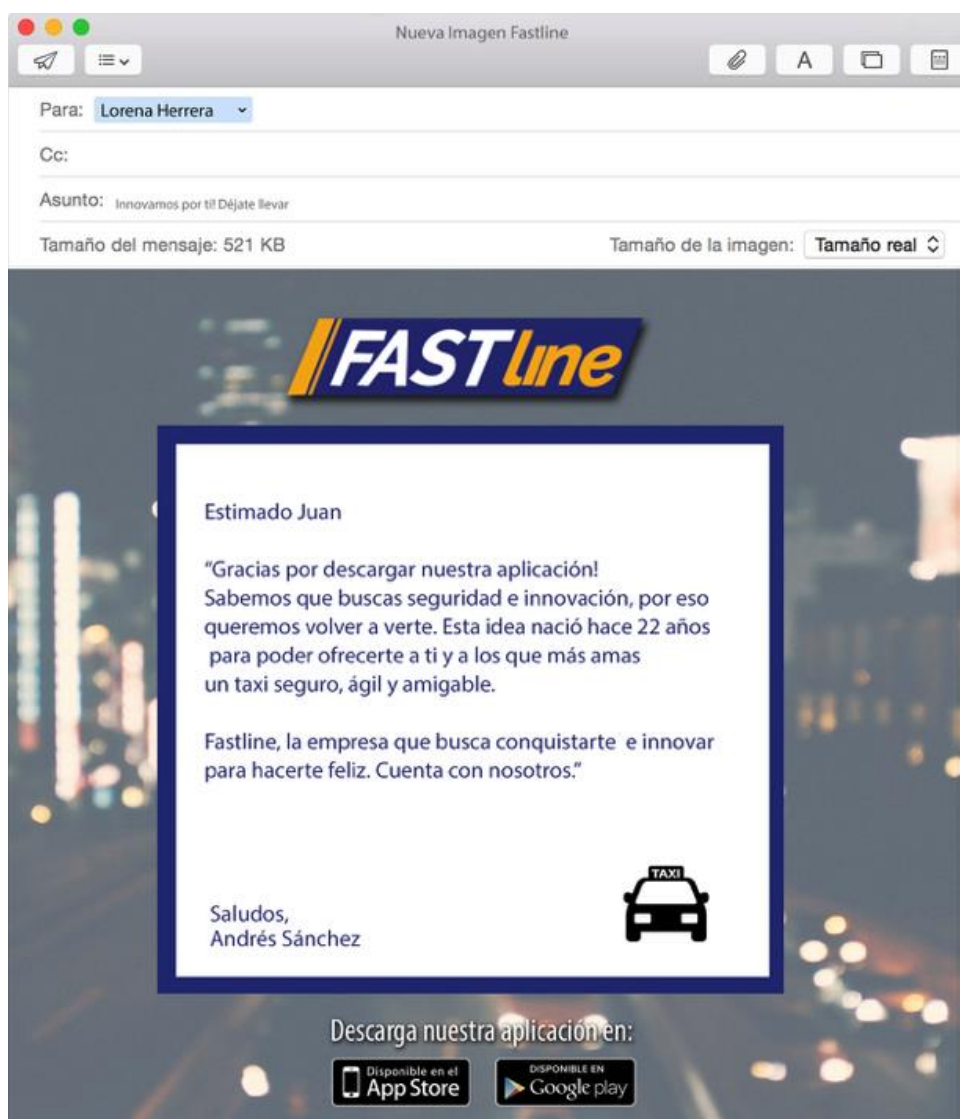 Nueva Imagen Fastline
A
Para: Lorena Herrera
Cc:
Asunto: Innovamos por ti! Déjate llevar
Tamaño del mensaje: 521 KB Tamaño de la imagen: Tamaño real
FASTline
Estimado Juan
“Gracias por descargar nuestra aplicación!
Sabemos que buscas seguridad e innovación, por eso
queremos volver a verte. Esta idea nació hace 22 años
para poder ofrecerte a ti y a los que más amas
un taxi seguro, ágil y amigable.
Fastline, la empresa que busca conquistarte e innovar
para hacerte feliz. Cuenta con nosotros.”
TAXI
Saludos,
Andrés Sánchez
Descarga nuestra aplicación en:
Disponible en el
App Store
DISPONIBLE EN
Google play